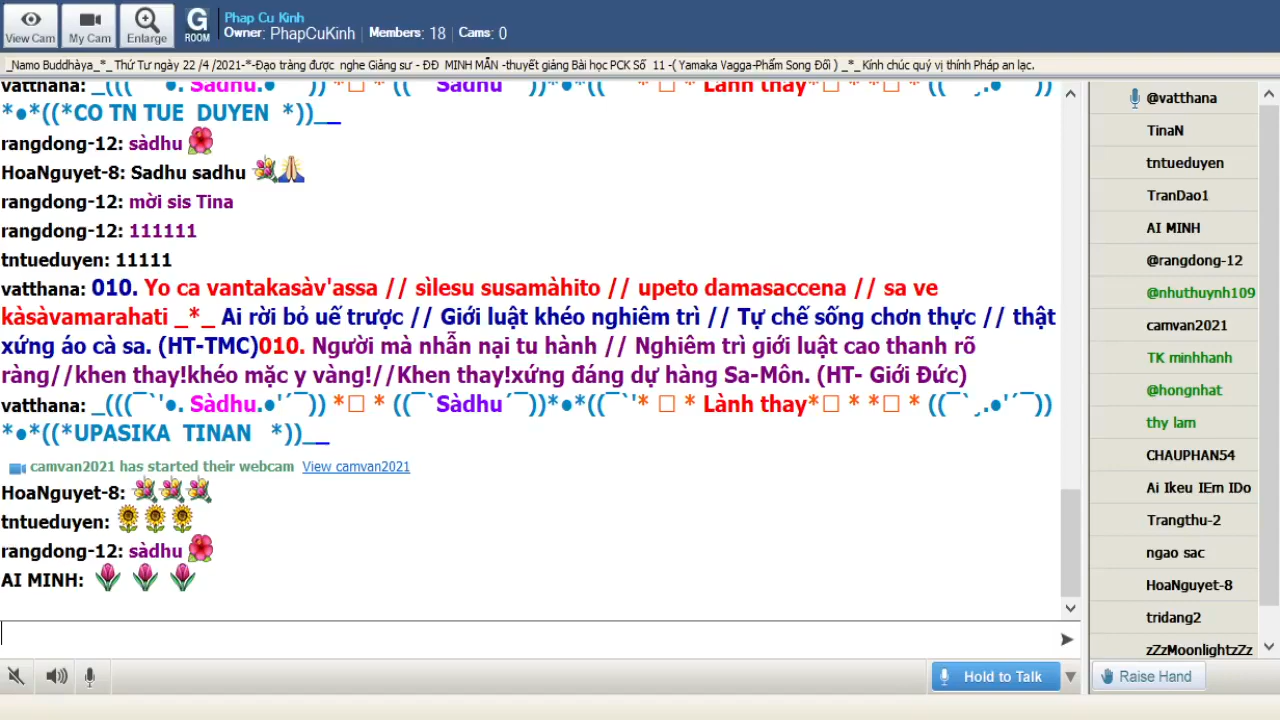 View Cam
My Cam
Enlarge
G
ROOM
Phap Cu Kinh
Owner: PhapCuKinh | Members: 18 | Cams: 0
_Namo Buddhàya_*_ Thứ Tư ngày 22 /4 /2021-*-Đạo tràng được nghe Giảng sư - ĐĐ MINH MẪN -thuyết giảng Bài học PCK Số 11 -( Yamaka Vagga-Phẩm Song Đối ) _*_Kính chúc quý vị thính Pháp an lạc.
vatthana: _(((¯`'●. Sàdhu.●'´¯)) *□ * ((¯`Sàdhu´¯))*●*((¯`'* □ * Lành thay*□ * *□ * ((¯`¸.●'´¯))
*●*((*CO TN TUE DUYEN *))__
rangdong-12: sàdhu
HoaNguyet-8: Sadhu sadhu
rangdong-12: mời sis Tina
rangdong-12: 111111
tntueduyen: 11111
vatthana: 010. Yo ca vantakasàv'assa // sìlesu susamàhito // upeto damasaccena // sa ve
kàsàvamarahati _*_ Ai rời bỏ uế trược // Giới luật khéo nghiêm trì // Tự chế sống chơn thực // thật
xứng áo cà sa. (HT-TMC)010. Người mà nhẫn nại tu hành // Nghiêm trì giới luật cao thanh rõ
ràng//khen thay!khéo mặc y vàng!//Khen thay!xứng đáng dự hàng Sa-Môn. (HT- Giới Đức)
vatthana: _(((¯`'●. Sàdhu.●'´¯)) *□ * ((¯`Sàdhu´¯))*●*((¯`'* □ * Lành thay*□ * *□ * ((¯`¸.●'´¯))
*●*((*UPASIKA TINAN *))__
camvan2021 has started their webcam View camvan2021
HoaNguyet-8:
tntueduyen:
rangdong-12: sàdhu
AI MINH:
Hold to Talk
@vatthana
TinaN
tntueduyen
TranDao1
AI MINH
@rangdong-12
@nhuthuynh109
camvan2021
TK minhhanh
@hongnhat
thy lam
CHAUPHAN54
Ai Ikeu IEm IDo
Trangthu-2
ngao sac
HoaNguyet-8
tridang2
zZzMoonlightzZz
Raise Hand